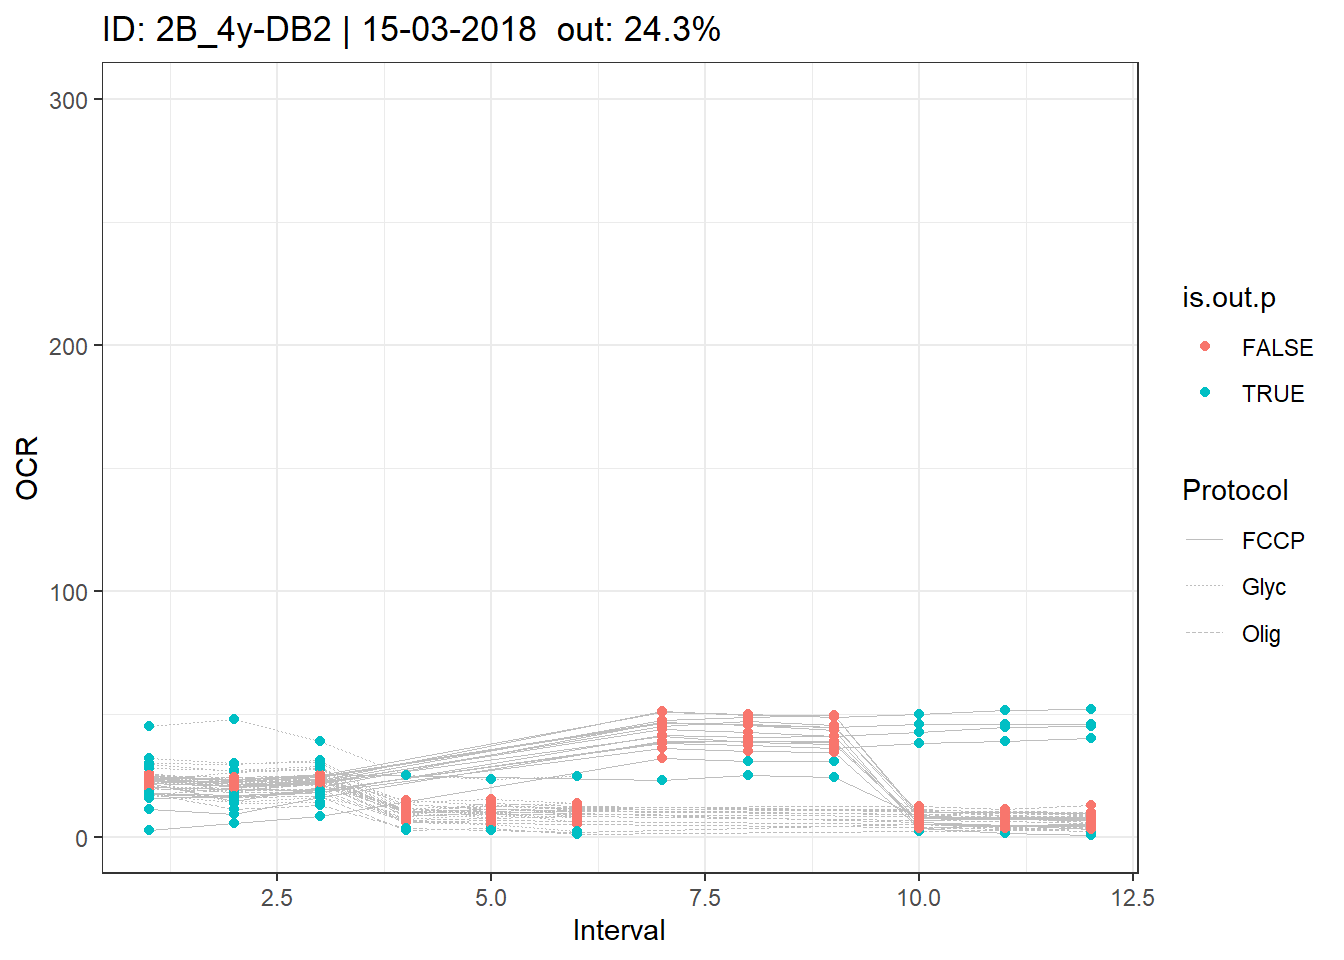 ID: 2B_4y-DB2 | 15-03-2018  out: 24.3%
300
200
100
0
OCR
2.5
5.0
7.5
10.0
12.5
Interval
is.out.p
FALSE
TRUE
Protocol
FCCP
Glyc
Olig